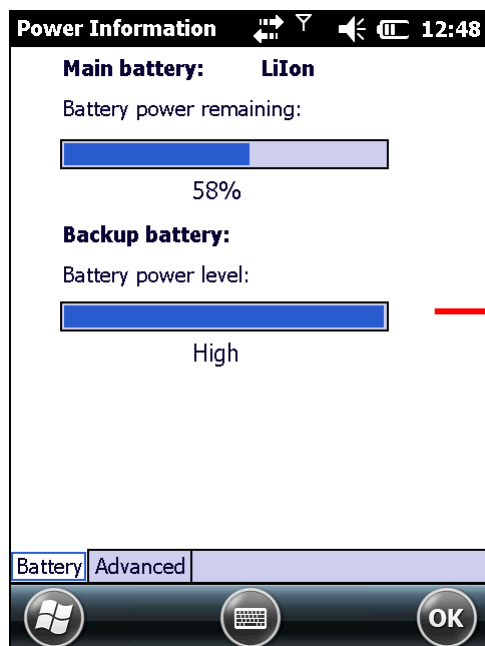 Power Information 12:48
Main battery: LiIon
Battery power remaining:
58%
Backup battery:
Battery power level:
High
Battery Advanced
OK